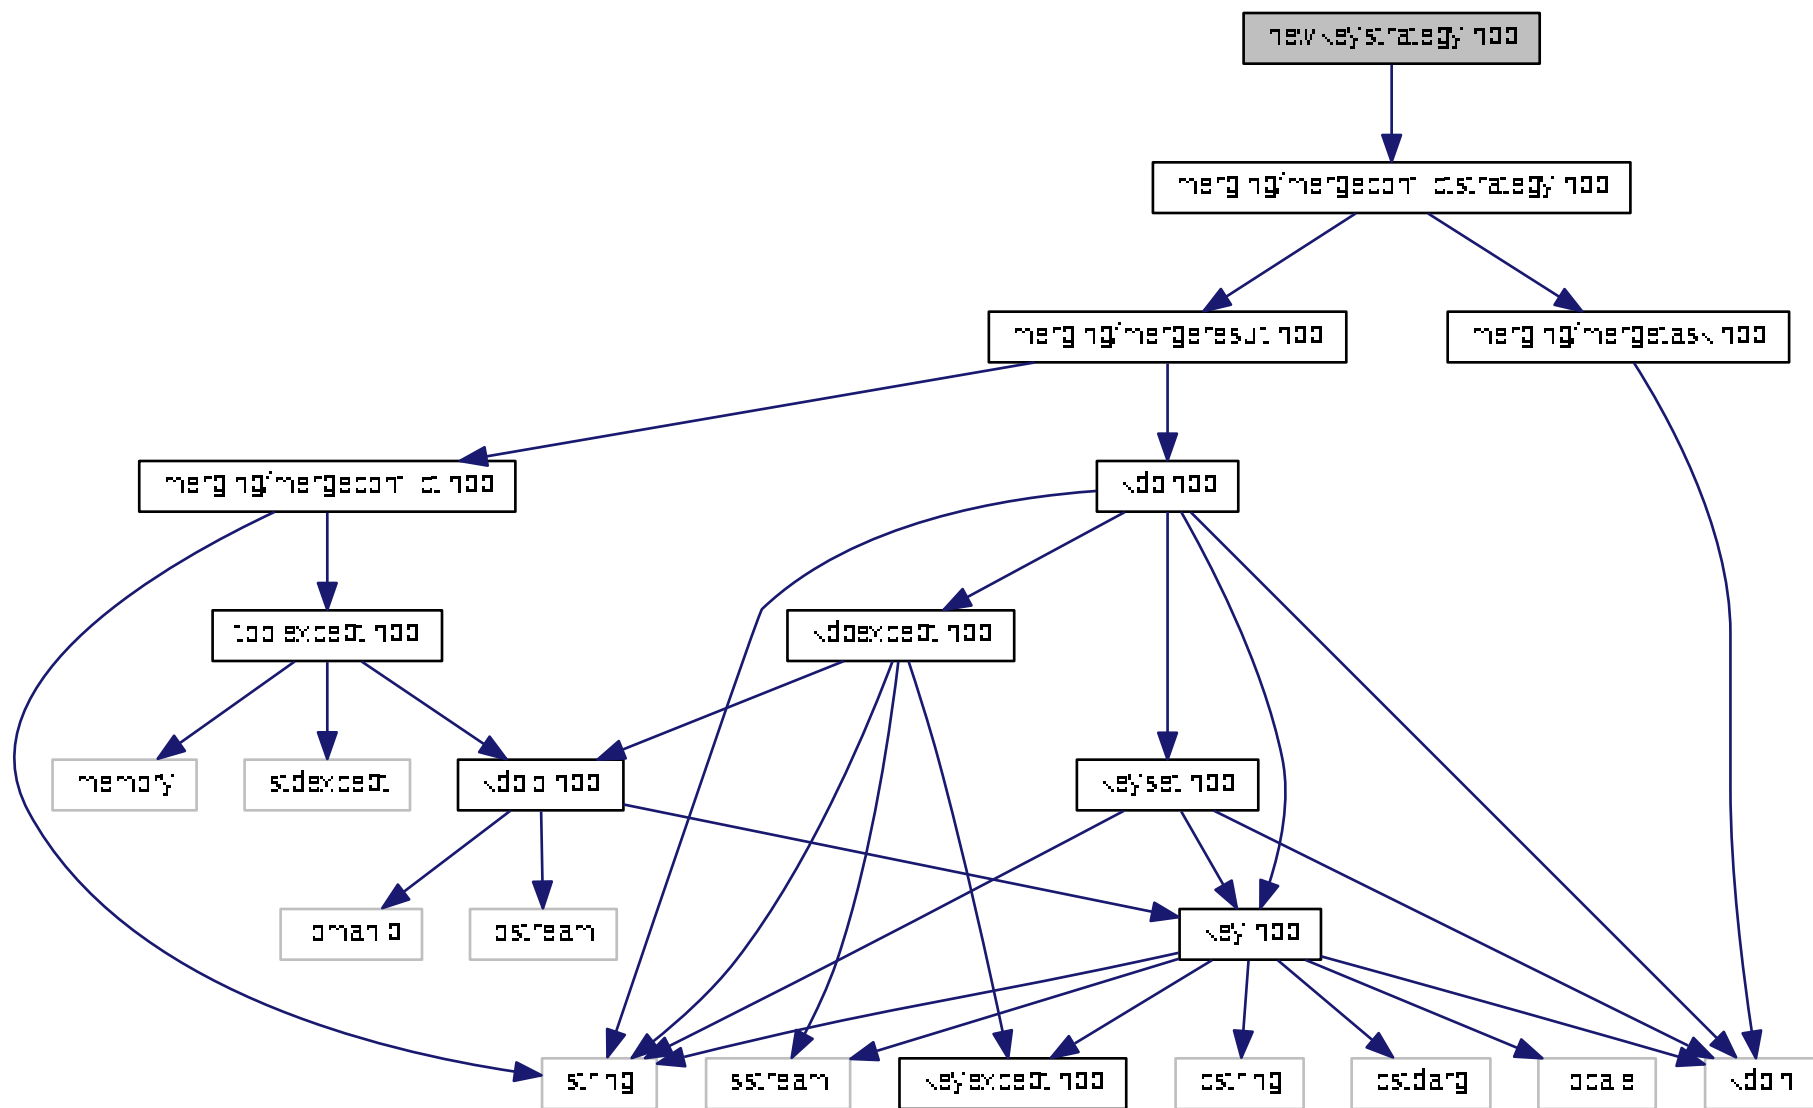 newkeystrategy.hpp
merging/mergeconflictstrategy.hpp
merging/mergeresult.hpp
merging/mergetask.hpp
merging/mergeconflict.hpp
kdb.hpp
toolexcept.hpp
kdbexcept.hpp
memory
stdexcept
kdbio.hpp
keyset.hpp
iomanip
ostream
key.hpp
string
sstream
keyexcept.hpp
cstring
cstdarg
locale
kdb.h